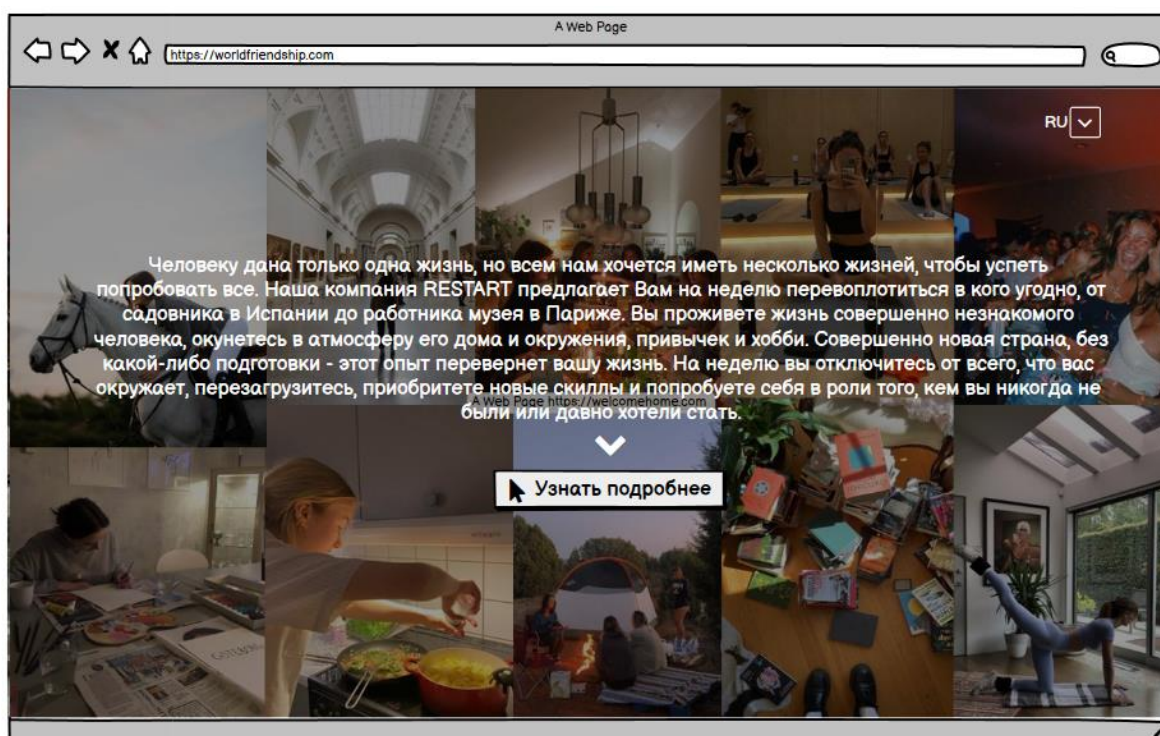 A Web Page
https://worldfriendship.com
RU
Человеку дана только одна жизнь, но всем нам хочется иметь несколько жизней, чтобы успеть
попробовать все. Наша компания RESTART предлагает Вам на неделю перевоплотиться в кого угодно, от
садовника в Испании до работника музея в Париже. Вы проживете жизнь совершенно незнакомого
человека, окунетесь в атмосферу его дома и окружения, привычек и хобби. Совершенно новая страна, без
какой-либо подготовки - этот опыт перевернет вашу жизнь. На неделю вы отключитесь от всего, что вас
окружает, перезагрузитесь, приобритете новые скиллы и попробуете себя в роли того, кем вы никогда не
A Web Page https://welcomehome.com
были или давно хотели стать.
Узнать подробнее